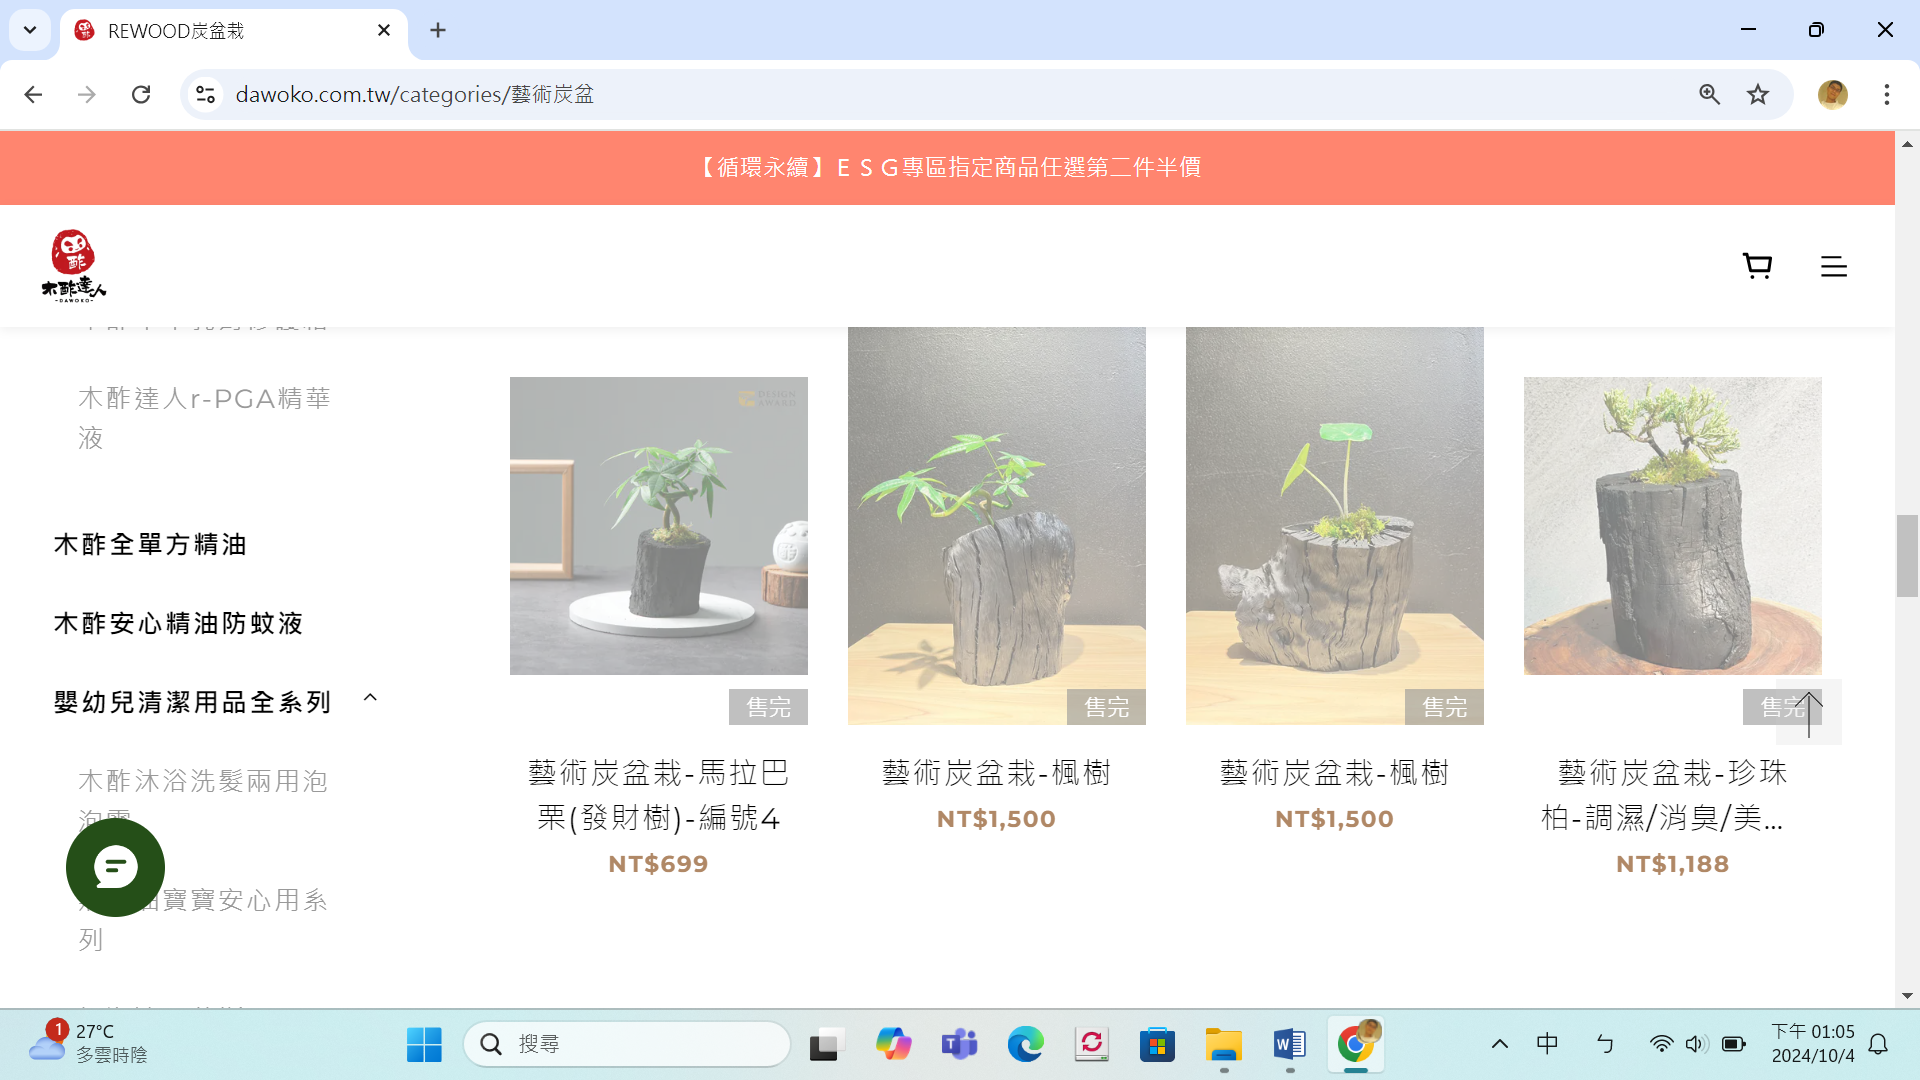 REWOOD炭盆栽
dawoko.com.tw/categories/藝術炭盆
【循環永續】ＥＳＧ專區指定商品任選第二件半價
酢
木酢達人
-DAWOKO-
木酢達人r-PGA精華
液
木酢全單方精油
木酢安心精油防蚊液
嬰幼兒清潔用品全系列
木酢沐浴洗髮兩用泡
寶寶安心用系
列
DESIGN
AWARD
售完
售完
售完
售完
藝術炭盆栽-馬拉巴
栗(發財樹)-編號4
NT$699
藝術炭盆栽-楓樹
NT$1,500
藝術炭盆栽-楓樹
NT$1,500
藝術炭盆栽-珍珠
柏-調濕/消臭/美...
NT$1,188
1
27°C
多雲時陰
搜尋
中
ㄅ
下午 01:05
2024/10/4